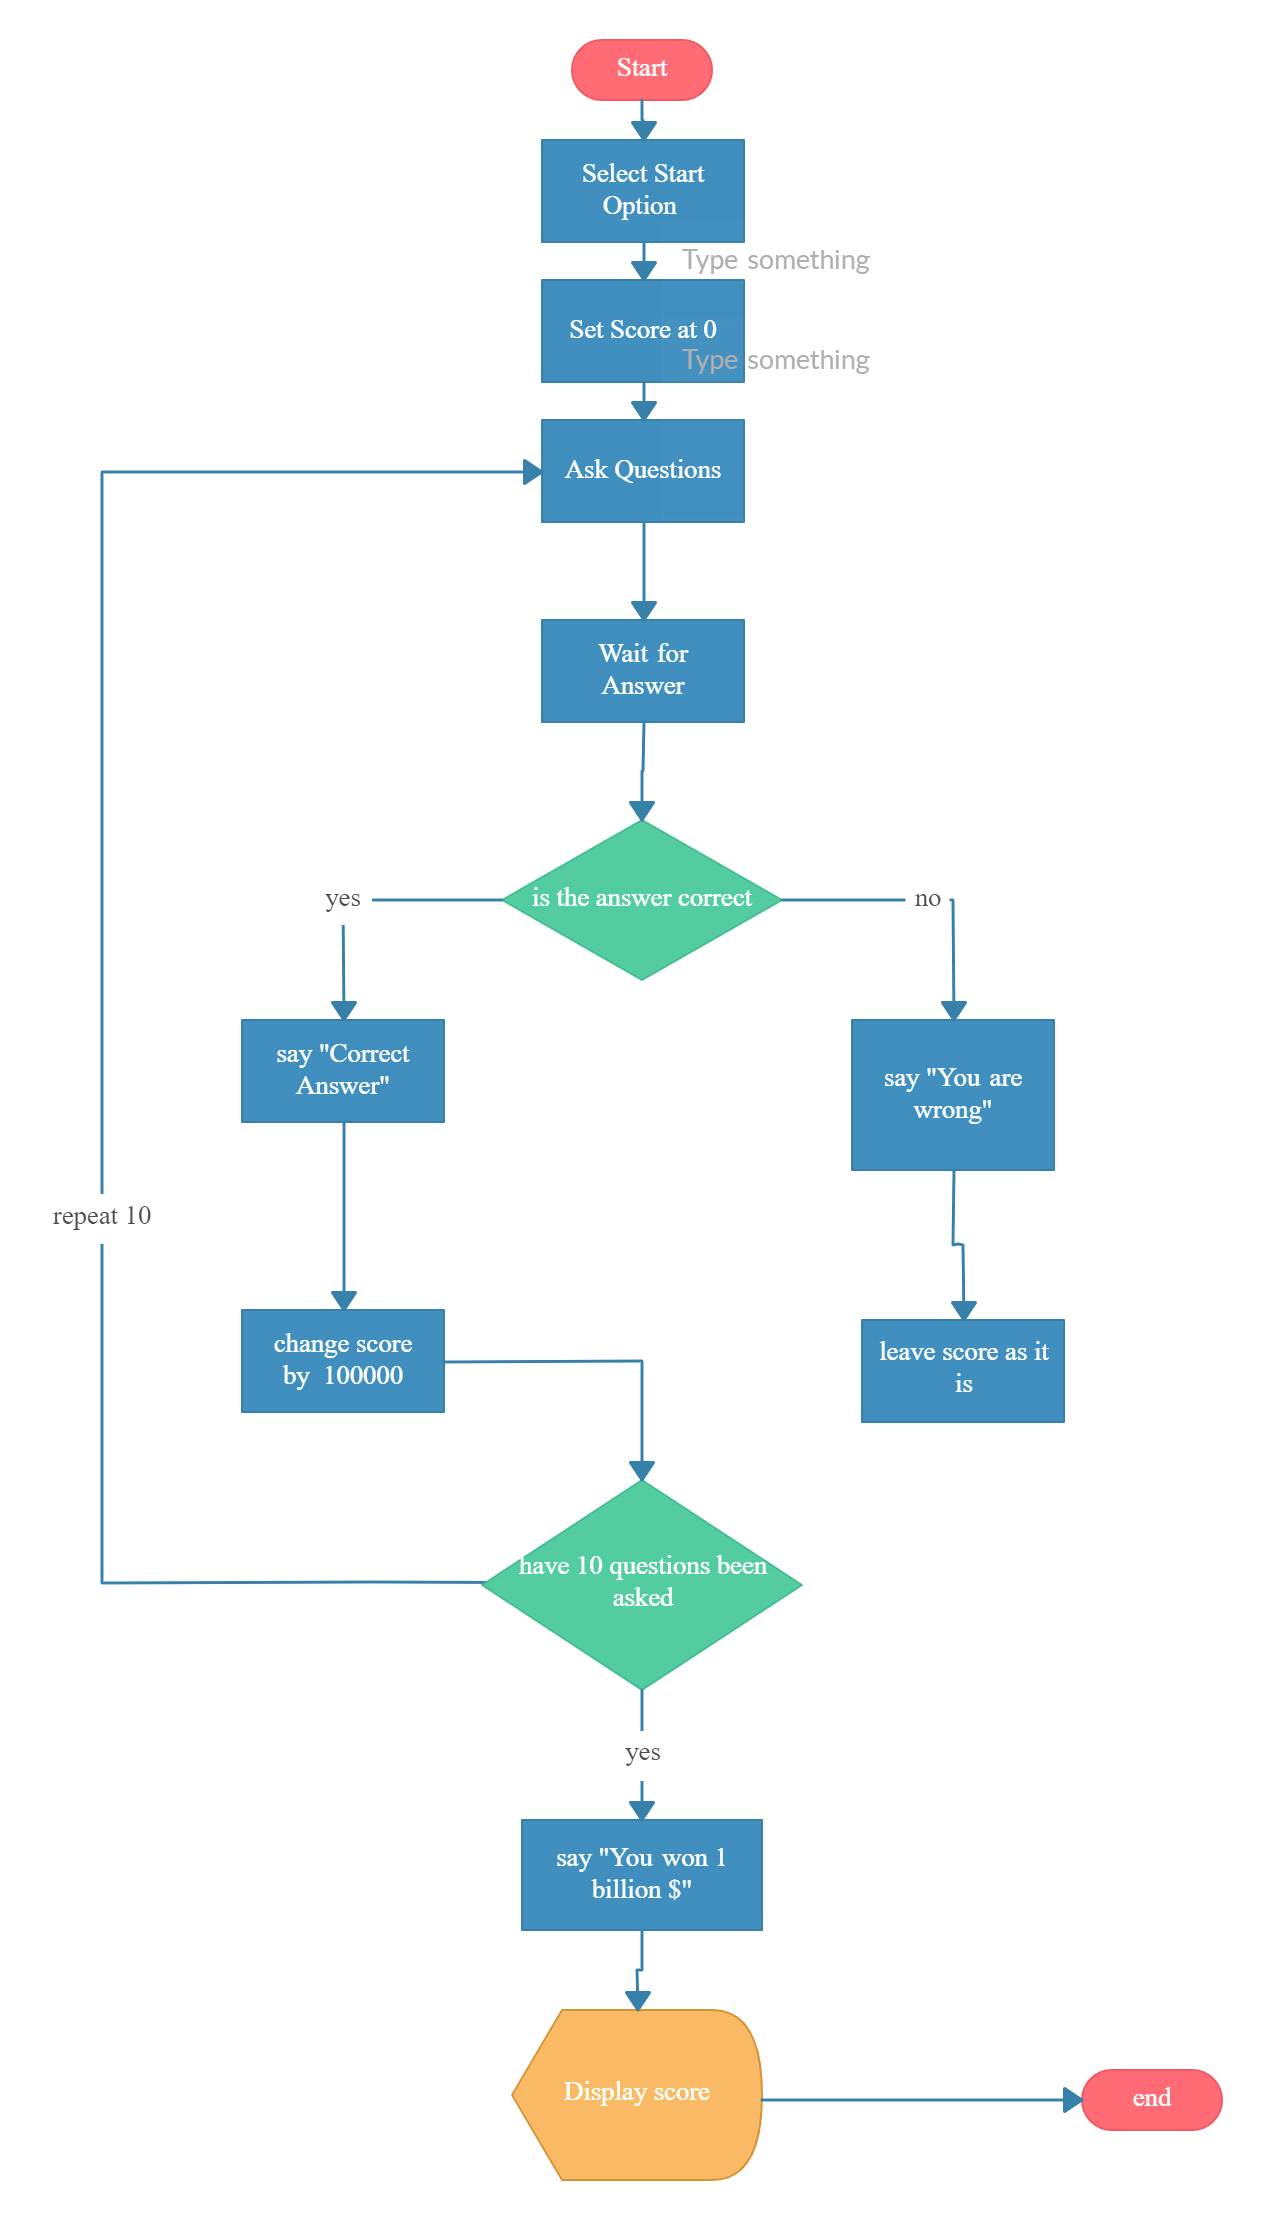 Start
Select Start
Option
Type something
Set Score at 0
Type something
Ask Questions
Wait for
Answer
is the answer correct
yes
no
say "Correct
Answer"
say "You are
wrong"
repeat 10
change score
by 100000
leave score as it
is
have 10 questions been
asked
yes
say "You won 1
billion $"
Display score
end